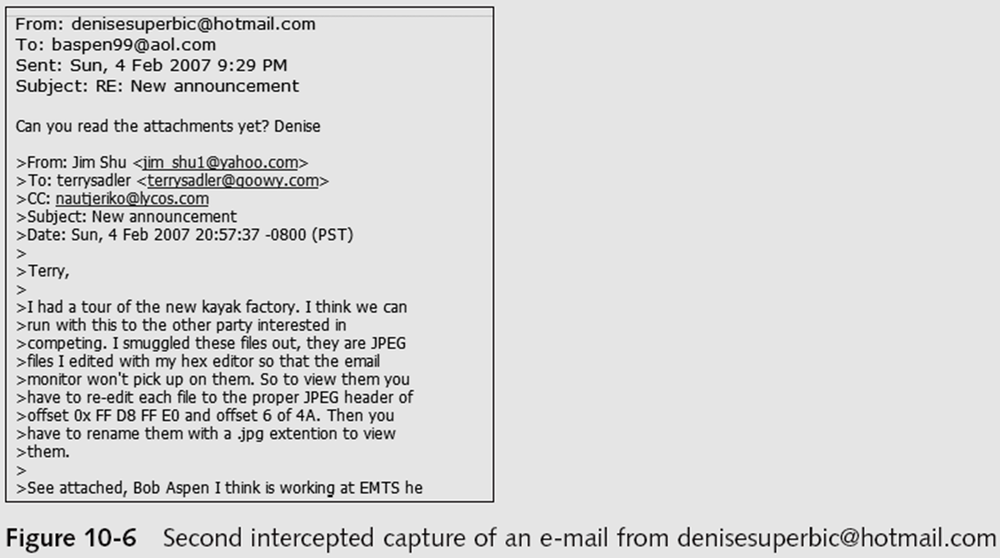 From: denisesuperbic@hotmail.com
To: baspen99@aol.com
Sent: Sun, 4 Feb 2007 9:29 PM
Subject: RE: New announcement
Can you read the attachments yet? Denise
>From: Jim Shu <jim_shu1@yahoo.com>
>To: terrysadler <terrysadler@goowy.com>
>CC: nautjeriko@lycos.com
>Subject: New announcement
>Date: Sun, 4 Feb 2007 20:57:37 -0800 (PST)
>
>Terry,
>
>I had a tour of the new kayak factory. I think we can
>run with this to the other party interested in
>competing. I smuggled these files out, they are JPEG
>files I edited with my hex editor so that the email
>monitor won't pick up on them. So to view them you
>have to re-edit each file to the proper JPEG header of
>offset 0x FF D8 FF E0 and offset 6 of 4A. Then you
>have to rename them with a .jpg extention to view
>them.
>
>See attached, Bob Aspen I think is working at EMTS he
Figure 10-6 Second intercepted capture of an e-mail from denisesuperbic@hotmail.com